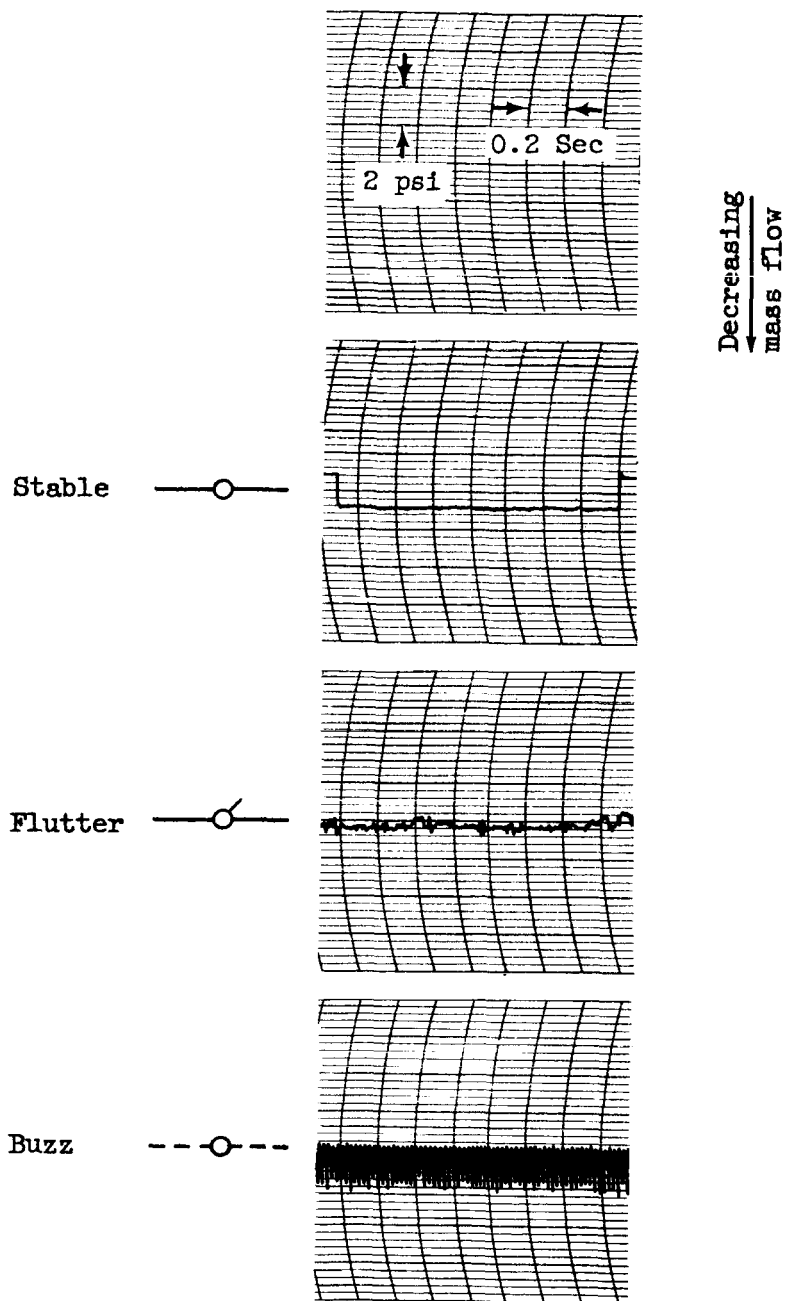 0.2 Sec
2 psi
Decreasing
mass flow
Stable
Flutter
Buzz